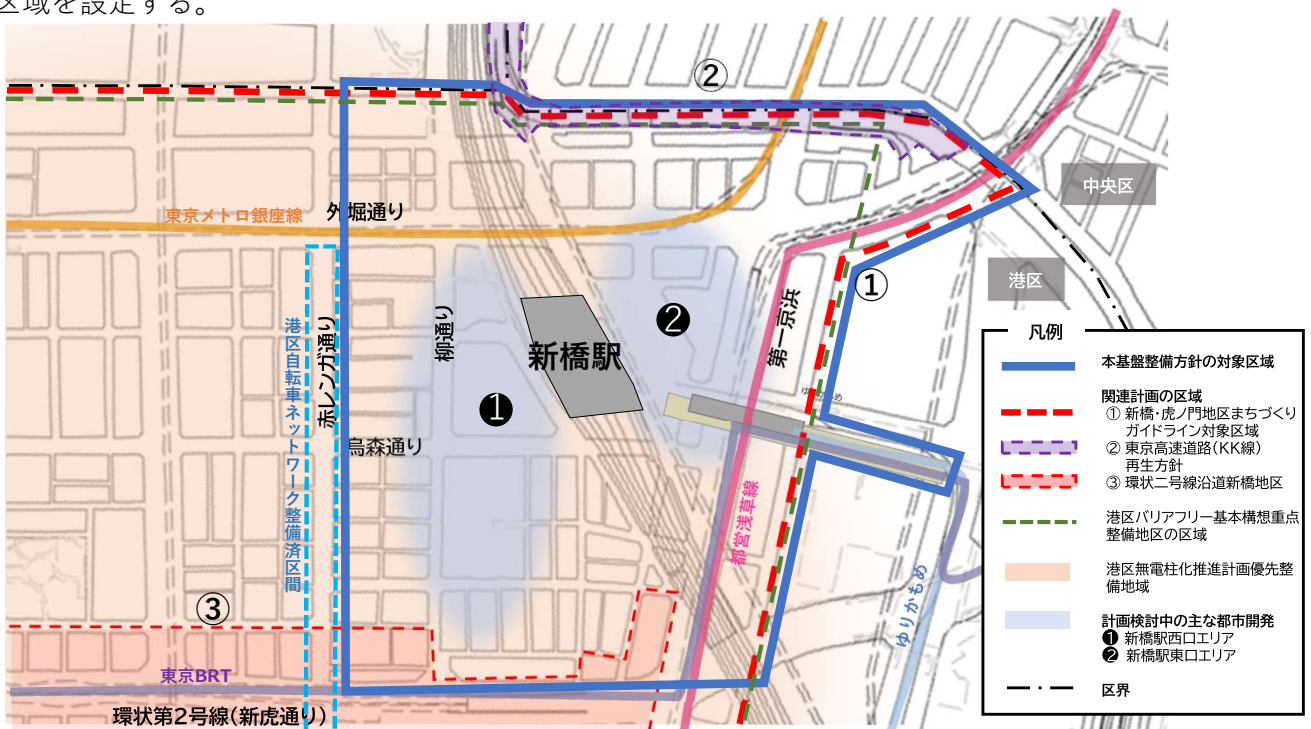 区域を設定する。
②
中央区
東京メトロ銀座線
外堀通り
港区
①
❷
第一京浜
柳通り
新橋駅
港区自転車ネットワーク整備済区間
赤レンガ通り
❶
烏森通り
都営浅草線
ゆりかもめ
③
東京BRT
環状第2号線(新虎通り)
凡例
本基盤整備方針の対象区域
関連計画の区域
① 新橋・虎ノ門地区まちづくり
ガイドライン対象区域
② 東京高速道路(KK線)
再生方針
③ 環状二号線沿道新橋地区
港区バリアフリー基本構想重点
整備地区の区域
港区無電柱化推進計画優先整
備地域
計画検討中の主な都市開発
❶ 新橋駅西口エリア
❷ 新橋駅東口エリア
区界